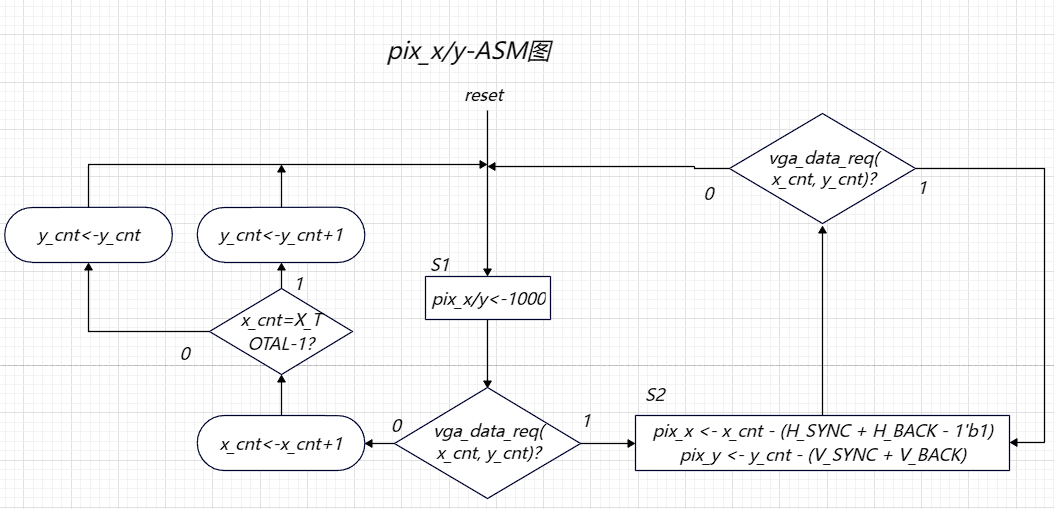 pix_x/y-ASM图
reset
vga_data_req(
x_cnt, y_cnt)?
0
1
y_cnt<-y_cnt
y_cnt<-y_cnt+1
S1
pix_x/y<-1000
1
x_cnt=X_T
OTAL-1?
0
S2
0
1
x_cnt<-x_cnt+1
vga_data_req(
x_cnt, y_cnt)?
pix_x <- x_cnt - (H_SYNC + H_BACK - 1'b1)
pix_y <- y_cnt - (V_SYNC + V_BACK)